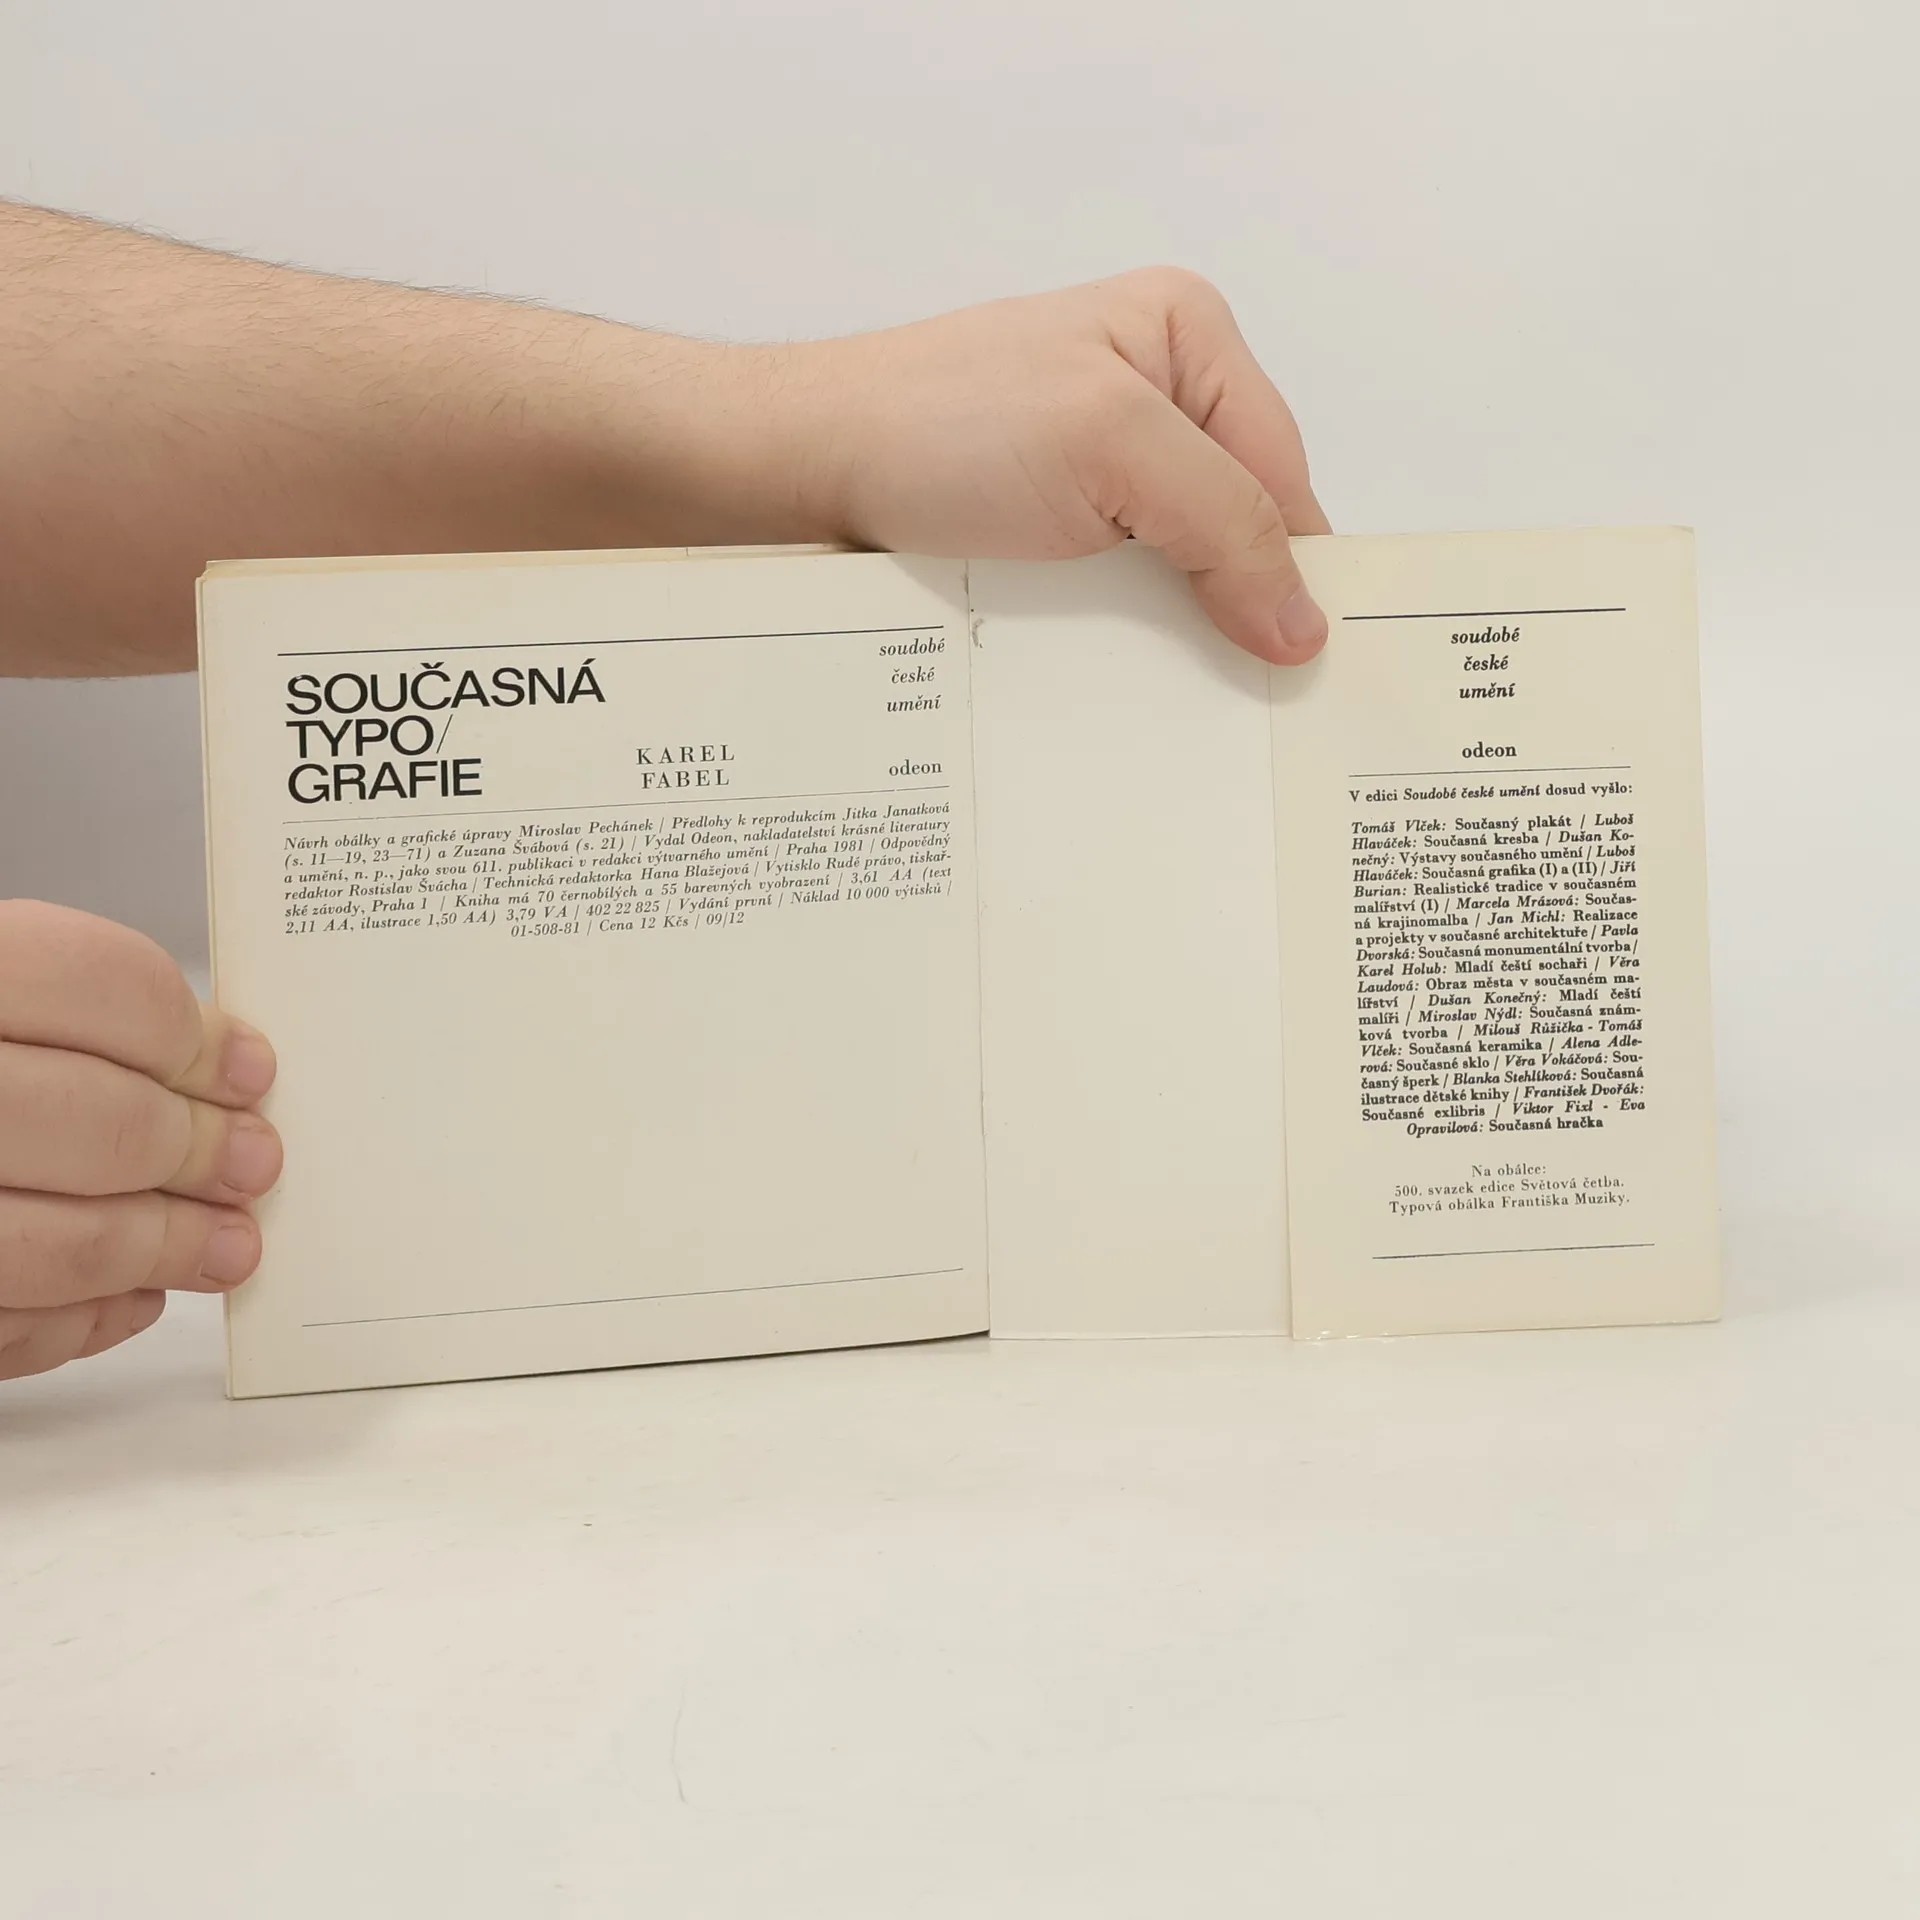 SOUČASNÁ
TYPO/
GRAFIE
KAREL
FABEL
soudobé
české
umění
odeon
Návrh obálky a grafické úpravy Miroslav Pechánek / Předlohy k reprodukcím Jitka Janatková
(s. 11—19, 23—71) a Zuzana Švábová (s. 21) / Vydal Odeon, nakladatelství krásné literatury
a umění, n. p., jako svou 611. publikaci v redakci výtvarného umění / Praha 1981 / Odpovědný
redaktor Rostislav Švácha / Technická redaktorka Hana Blažejová / Vytisklo Rudé právo, tiskař-
ské závody, Praha 1 / Kniha má 70 černobílých a 55 barevných vyobrazení / 3,61 AA (text
2,11 AA, ilustrace 1,50 AA) 3,79 VA / 402 22 825 / Vydání první / Náklad 10 000 výtisků /
01-508-81 / Cena 12 Kčs / 09/12
soudobé
české
umění
odeon
V edici Soudobé české umění dosud vyšlo:
Tomáš Vlček: Současný plakát / Luboš
Hlaváček: Současná kresba / Dušan Ko-
nečný: Výstavy současného umění / Luboš
Hlaváček: Současná grafika (I) a (II) / Jiří
Burian: Realistické tradice v současném
malířství (I) / Marcela Mrázová: Součas-
ná krajinomalba / Jan Michl: Realizace
a projekty v současné architektuře / Pavla
Dvorská: Současná monumentální tvorba /
Karel Holub: Mladí čeští sochaři / Věra
Laudová: Obraz města v současném ma-
lířství / Dušan Konečný: Mladí čeští
malíři / Miroslav Nýdl: Současná znám-
ková tvorba / Milouš Růžička - Tomáš
Vlček: Současná keramika / Alena Adle-
rová: Současné sklo / Věra Vokáčová: Sou-
časný šperk / Blanka Stehlíková: Současná
ilustrace dětské knihy / František Dvořák:
Současné exlibris / Viktor Fixl - Eva
Opravilová: Současná hračka
Na obálce:
500. svazek edice Světová četba.
Typová obálka Františka Muziky.